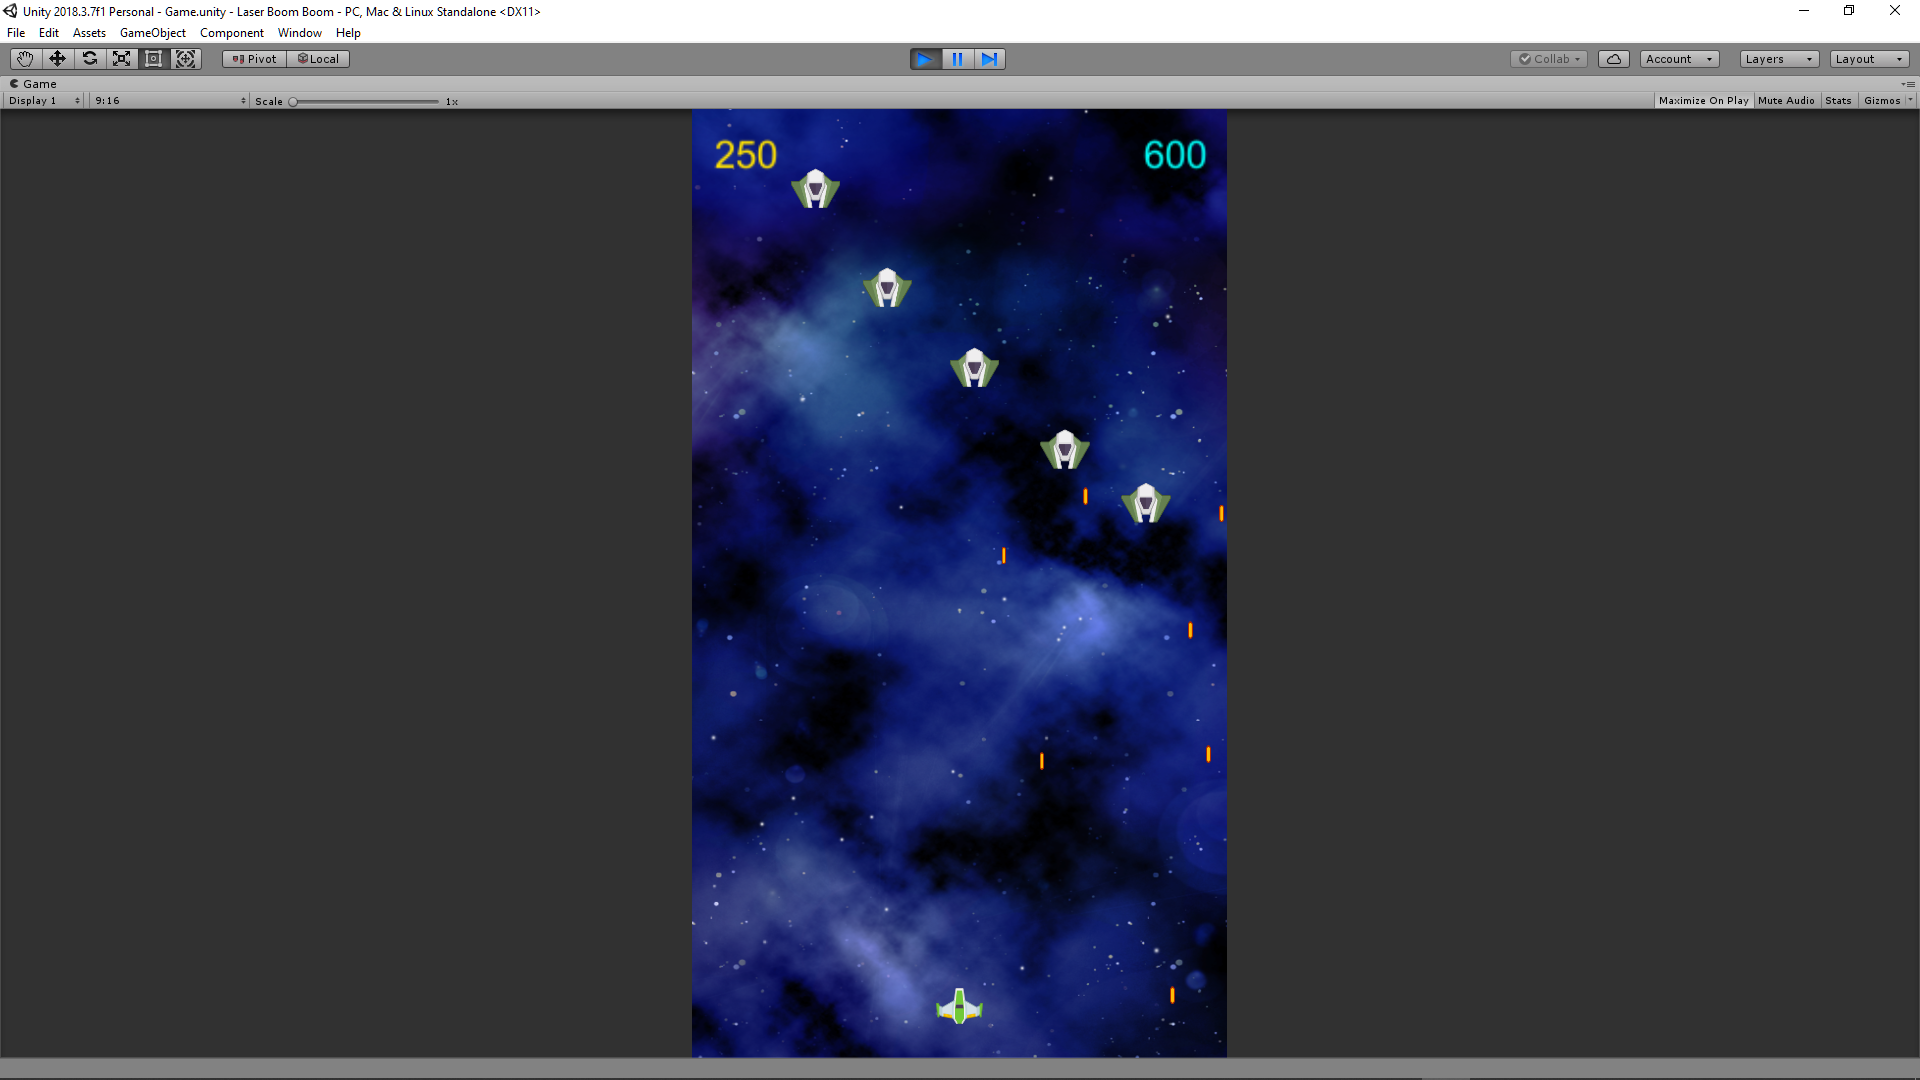 Unity 2018.3.7f1 Personal - Game.unity - Laser Boom Boom - PC, Mac & Linux Standalone <DX11>
File Edit Assets GameObject Component Window Help
Pivot Local Collab Account Layers Layout
Game
Display 1 9:16 Scale 1x Maximize On Play Mute Audio Stats Gizmos
250 600